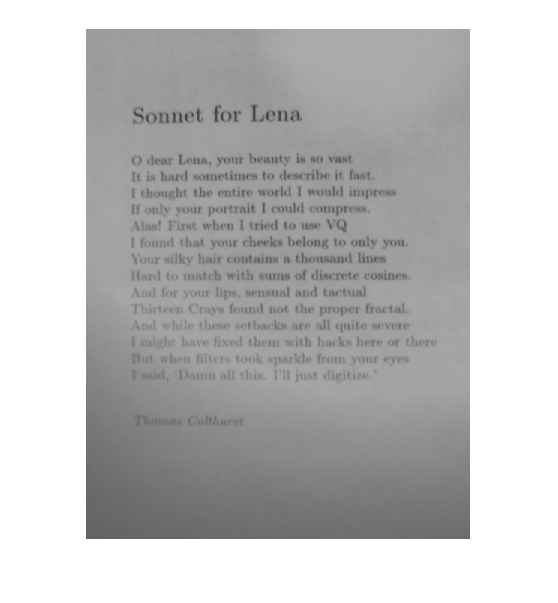 Sonnet for Lena
O dear Lena, your beauty is so vast
It is hard sometimes to describe it fast.
I thought the entire world I would impress
If only your portrait I could compress.
Alas! First when I tried to use VQ
I found that your cheeks belong to only you.
Your silky hair contains a thousand lines
Hard to match with sums of discrete cosines.
And for your lips, sensual and tactual
Thirteen Crays found not the proper fractal.
And while these setbacks are all quite severe
I might have fixed them with hacks here or there
But when filters took sparkle from your eyes
I said, 'Damn all this. I'll just digitize.'
Thomas Colthurst